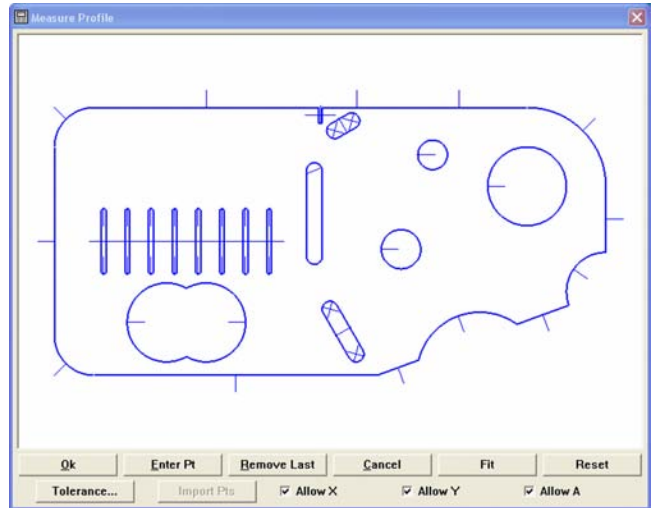 Measure Profile
Ok Enter Pt Remove Last Cancel Fit Reset
Tolerance... Import Pts Allow X Allow Y Allow A